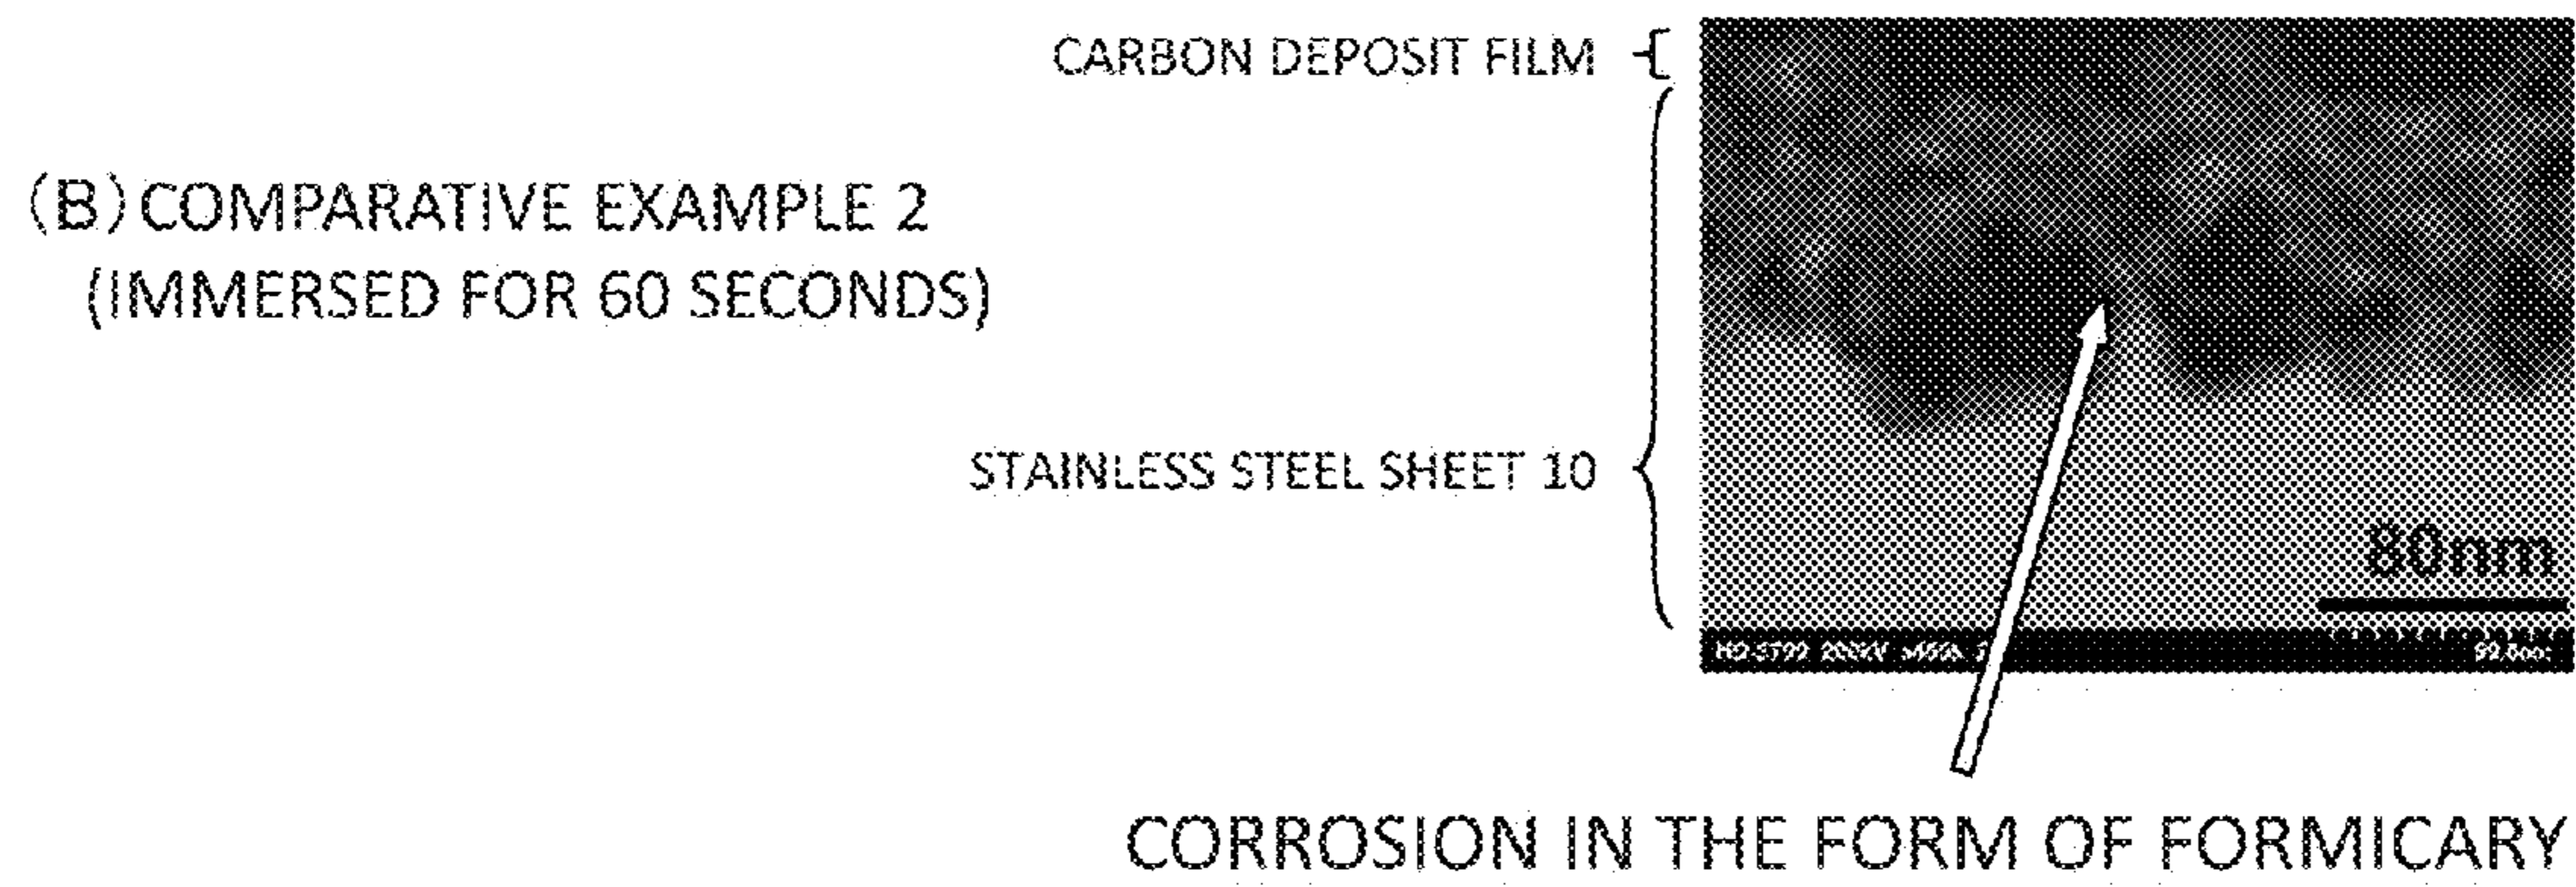 CARBON DEPOSIT FILM
(B) COMPARATIVE EXAMPLE 2
(IMMERSED FOR 60 SECONDS)
STAINLESS STEEL SHEET 10
80nm
200kV
CORROSION IN THE FORM OF FORMICARY